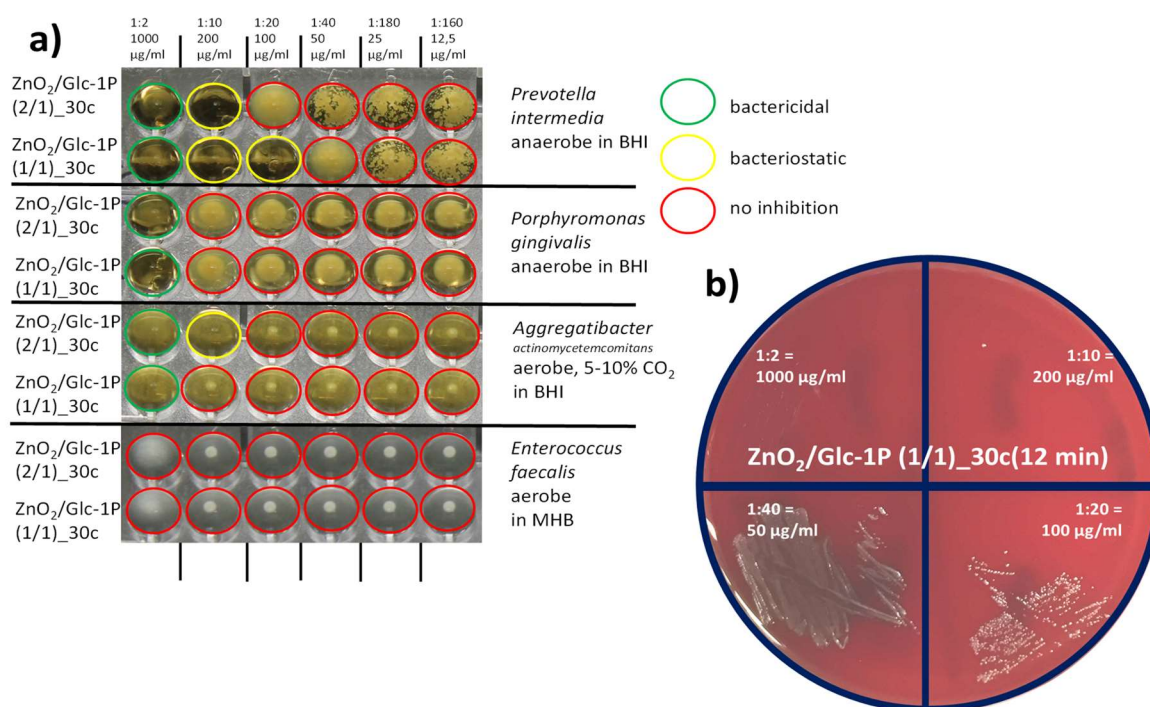 a)
1:2
1000
µg/ml
1:10
200
µg/ml
1:20
100
µg/ml
1:40
50
µg/ml
1:180
25
µg/ml
1:160
12,5
µg/ml
ZnO₂/Glc-1P
(2/1)_30c
ZnO₂/Glc-1P
(1/1)_30c
Prevotella
intermedia
anaerobe in BHI
ZnO₂/Glc-1P
(2/1)_30c
ZnO₂/Glc-1P
(1/1)_30c
Porphyromonas
gingivalis
anaerobe in BHI
ZnO₂/Glc-1P
(2/1)_30c
ZnO₂/Glc-1P
(1/1)_30c
Aggregatibacter
actinomycetemcomitans
aerobe, 5-10% CO₂
in BHI
ZnO₂/Glc-1P
(2/1)_30c
ZnO₂/Glc-1P
(1/1)_30c
Enterococcus
faecalis
aerobe
in MHB
bactericidal
bacteriostatic
no inhibition
b)
1:2 =
1000 µg/ml
1:10 =
200 µg/ml
ZnO₂/Glc-1P (1/1)_30c(12 min)
1:40 =
50 µg/ml
1:20 =
100 µg/ml